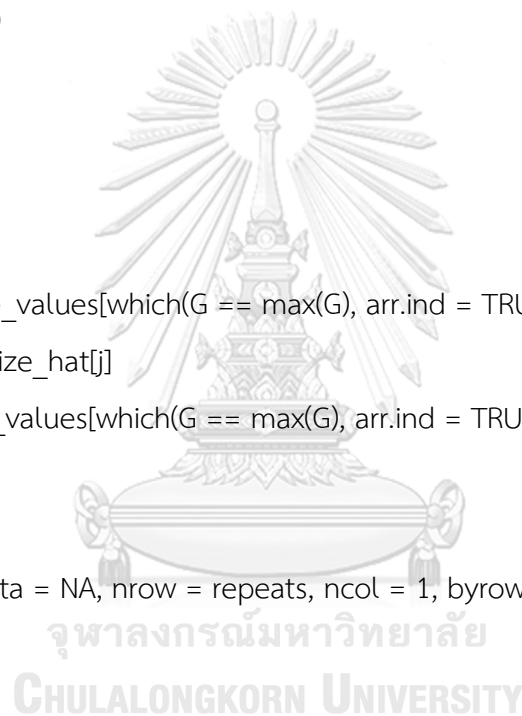 )
_values[which(G == max(G), arr.ind = TRU
ize_hat[j]
_values[which(G == max(G), arr.ind = TRU
ta = NA, nrow = repeats, ncol = 1, byrow
จุฬาลงกรณ์มหาวิทยาลัย
CHULALONGKORN UNIVERSITY